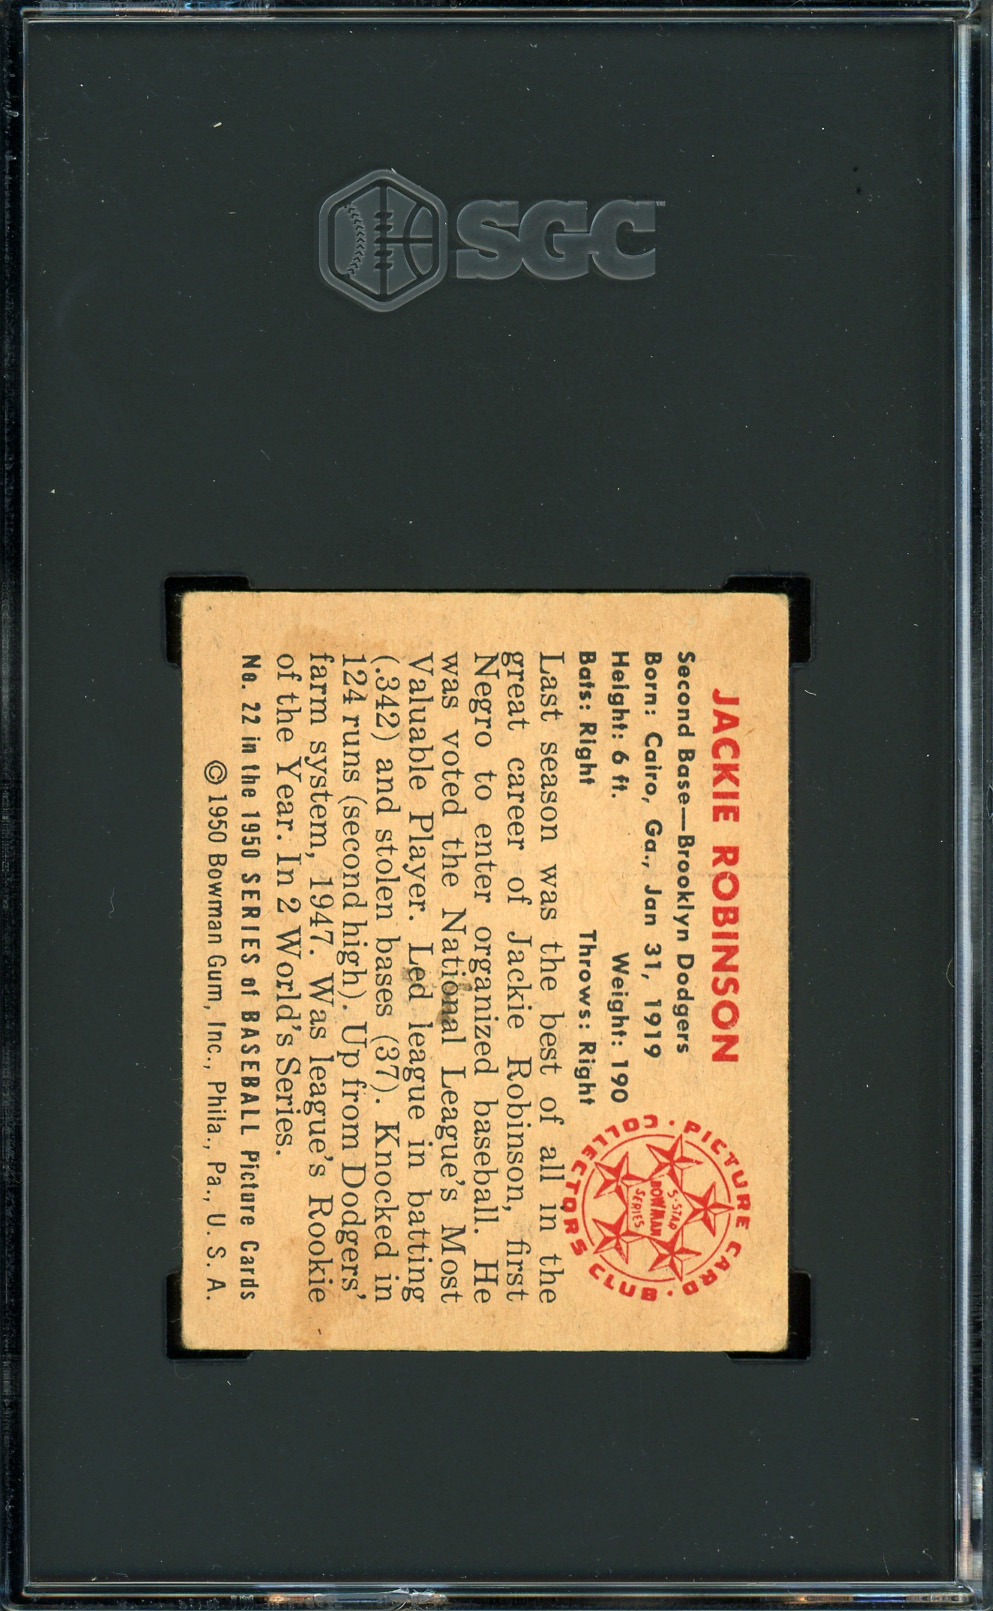 SGC
JACKIE ROBINSON
Second Base—Brooklyn Dodgers
Born: Cairo, Ga., Jan 31, 1919
Height: 6 ft. Weight: 190
Bats: Right Throws: Right
PICTURE CARD · COLLECTORS CLUB ·
5-STAR
BOWMAN
SERIES
Last season was the best of all in the
great career of Jackie Robinson, first
Negro to enter organized baseball. He
was voted the National League's Most
Valuable Player. Led league in batting
(.342) and stolen bases (37). Knocked in
124 runs (second high). Up from Dodgers'
farm system, 1947. Was league's Rookie
of the Year. In 2 World's Series.
No. 22 in the 1950 SERIES of BASEBALL Picture Cards
© 1950 Bowman Gum, Inc., Phila., Pa., U. S. A.